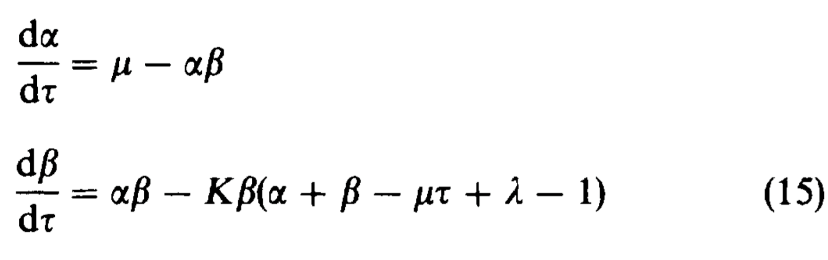 dα/dτ = μ − αβ
dβ/dτ = αβ − Kβ(α + β − μτ + λ − 1) (15)